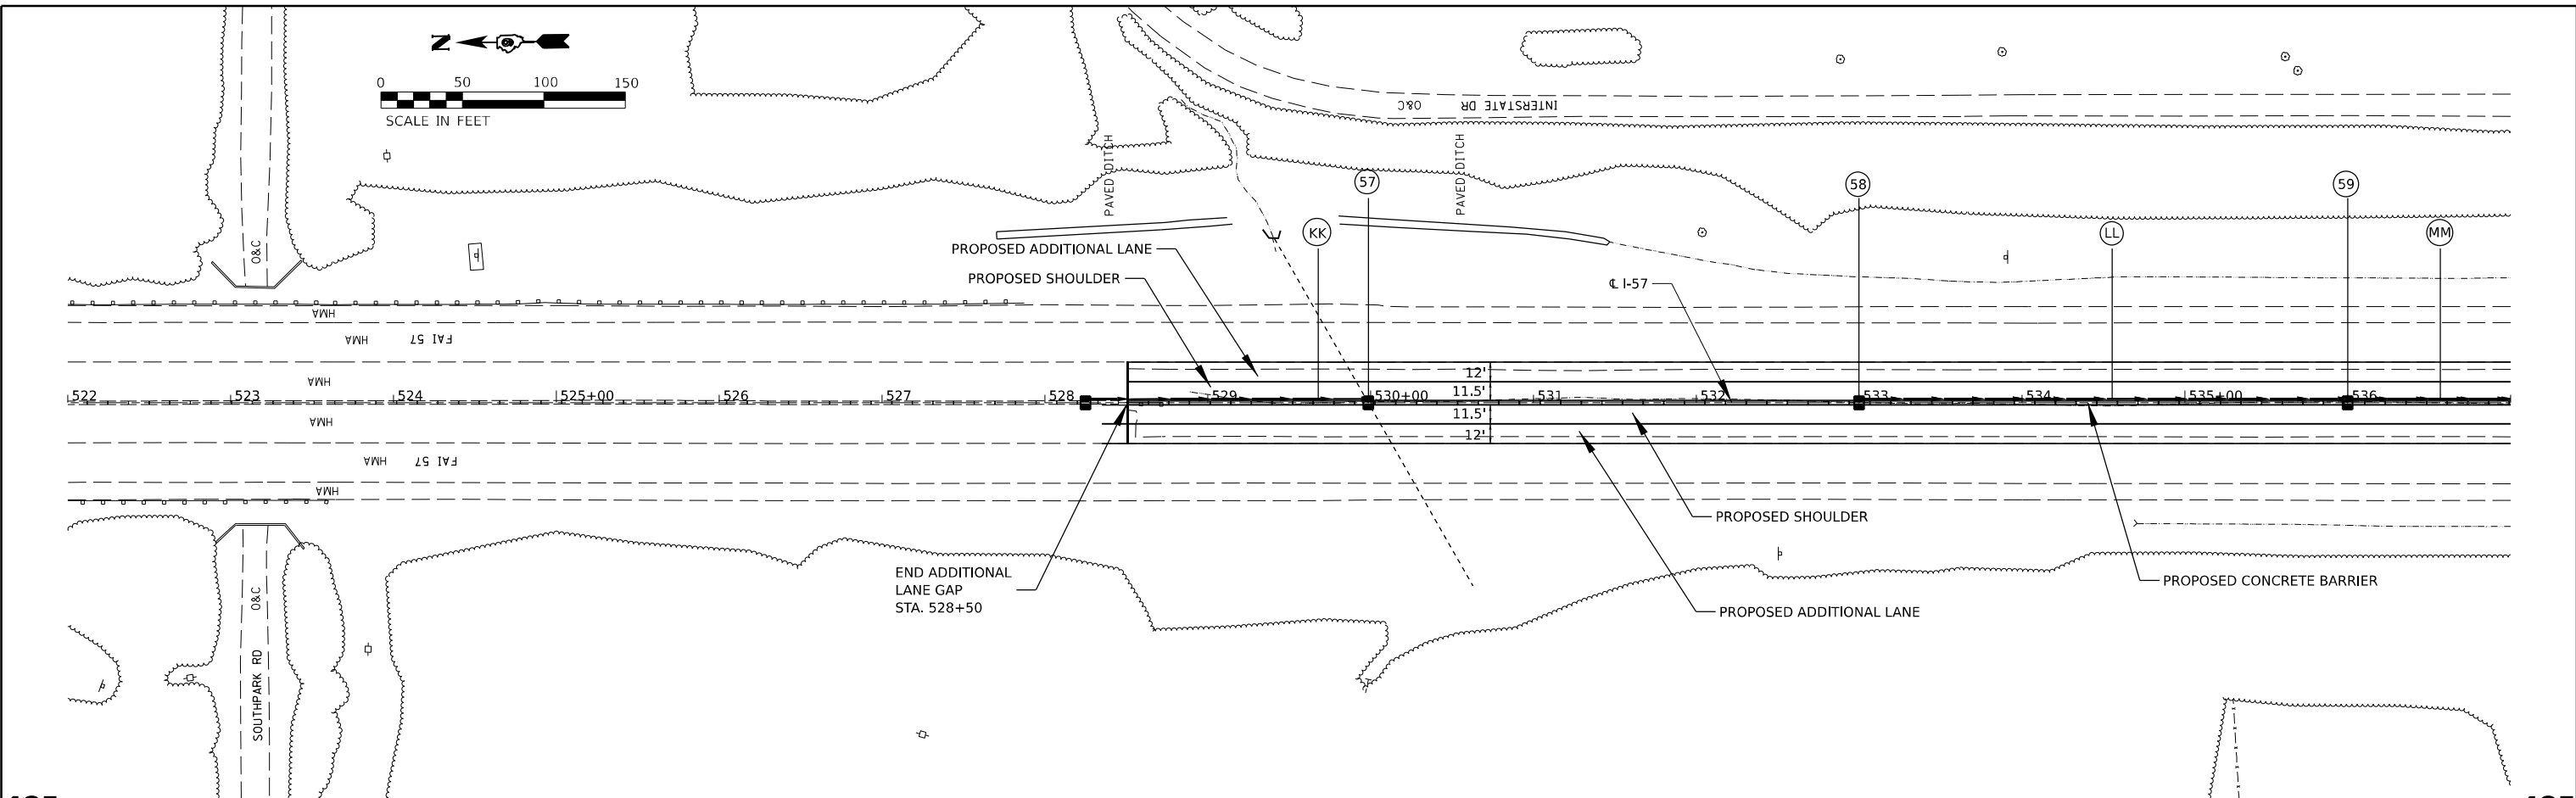 N
0 50 100 150
SCALE IN FEET
INTERSTATE DR
O&C
PAVED DITCH
PAVED DITCH
57
58
59
KK
LL
MM
O&C
PROPOSED ADDITIONAL LANE
PROPOSED SHOULDER
℄ I-57
HMA
FAI 57
HMA
HMA
12'
11.5'
522 523 524 525+00 526 527 528 529 530+00 531 532 533 534 535+00 536
11.5'
12'
HMA
FAI 57
HMA
HMA
PROPOSED SHOULDER
END ADDITIONAL
LANE GAP
STA. 528+50
PROPOSED CONCRETE BARRIER
PROPOSED ADDITIONAL LANE
O&C
SOUTHPARK RD